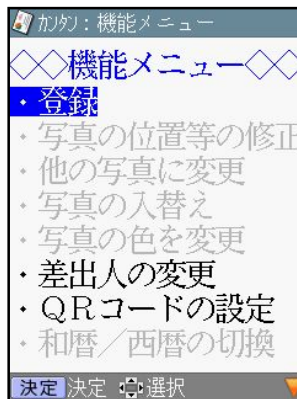 カンタン：機能メニュー
◇◇機能メニュー◇◇
・登録
・写真の位置等の修正
・他の写真に変更
・写真の入替え
・写真の色を変更
・差出人の変更
・ＱＲコードの設定
・和暦／西暦の切換
決定 決定 選択